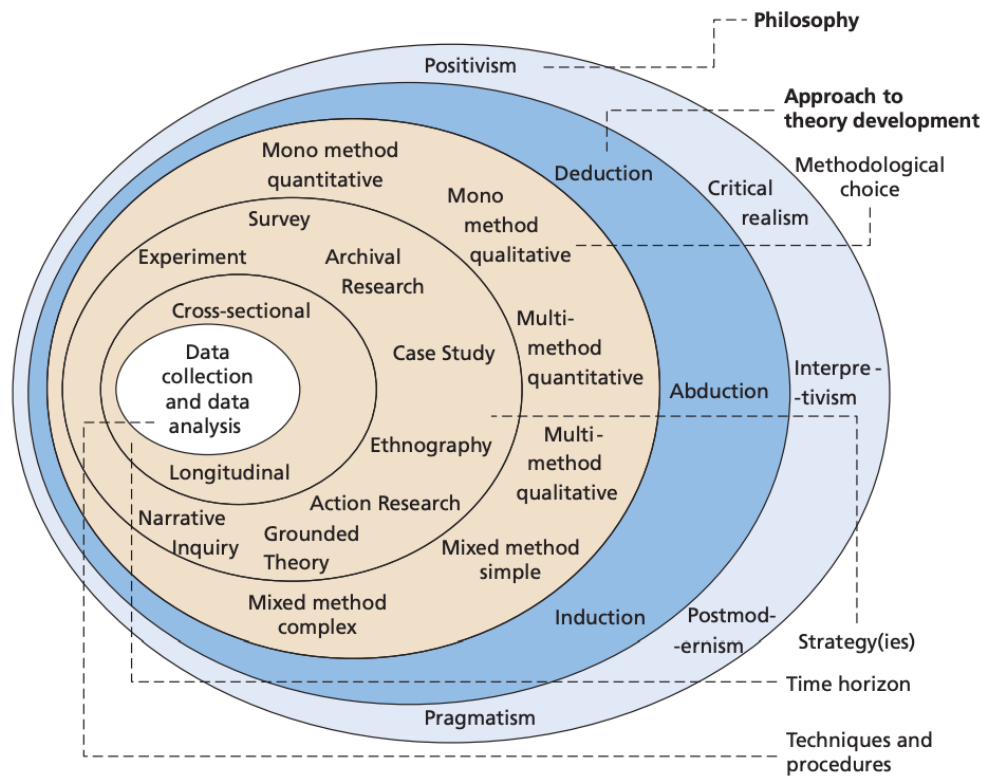 Philosophy
Positivism
Approach to
theory development
Mono method
quantitative
Deduction
Methodological
choice
Critical
realism
Mono
method
qualitative
Survey
Experiment
Archival
Research
Cross-sectional
Multi-
method
quantitative
Data
collection
and data
analysis
Case Study
Abduction
Interpre-
-tivism
Ethnography
Multi-
method
qualitative
Longitudinal
Action Research
Narrative
Inquiry
Grounded
Theory
Mixed method
simple
Mixed method
complex
Induction
Postmod-
-ernism
Strategy(ies)
Time horizon
Pragmatism
Techniques and
procedures